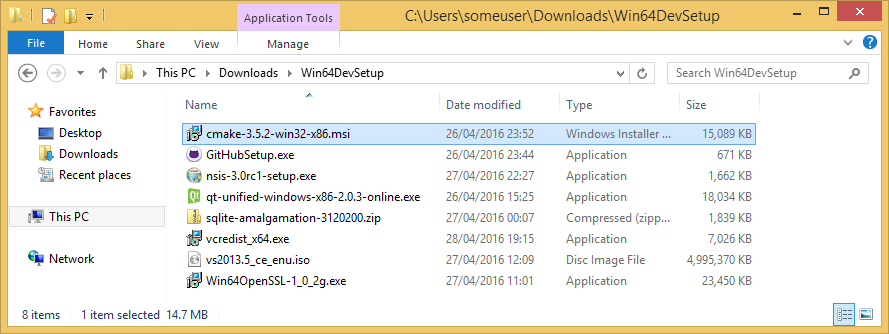 Application Tools C:\Users\someuser\Downloads\Win64DevSetup
File Home Share View Manage
This PC Downloads Win64DevSetup Search Win64DevSetup
Name Date modified Type Size
Favorites
Desktop
Downloads
Recent places
This PC
Network
cmake-3.5.2-win32-x86.msi 26/04/2016 23:52 Windows Installer ... 15,089 KB
GitHubSetup.exe 26/04/2016 23:44 Application 671 KB
nsis-3.0rc1-setup.exe 27/04/2016 22:27 Application 1,662 KB
Qt qt-unified-windows-x86-2.0.3-online.exe 26/04/2016 15:25 Application 18,034 KB
sqlite-amalgamation-3120200.zip 27/04/2016 00:07 Compressed (zipp... 1,839 KB
vcredist_x64.exe 28/04/2016 19:15 Application 7,026 KB
vs2013.5_ce_enu.iso 27/04/2016 12:09 Disc Image File 4,995,370 KB
Win64OpenSSL-1_0_2g.exe 27/04/2016 11:01 Application 23,450 KB
8 items 1 item selected 14.7 MB